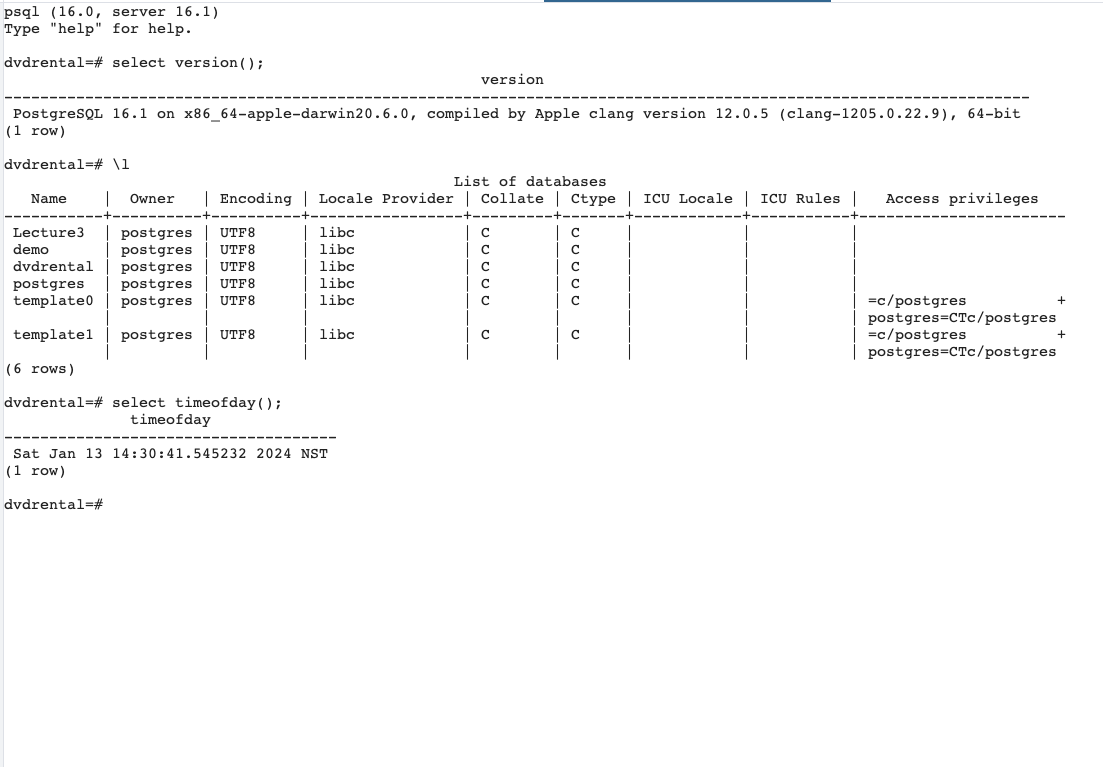 psql (16.0, server 16.1)
Type "help" for help.
dvdrental=# select version();
version
------------------------------------------------------------------------------------------------------------------
PostgreSQL 16.1 on x86_64-apple-darwin20.6.0, compiled by Apple clang version 12.0.5 (clang-1205.0.22.9), 64-bit
(1 row)
dvdrental=# \l
List of databases
Name | Owner | Encoding | Locale Provider | Collate | Ctype | ICU Locale | ICU Rules | Access privileges
-----------+----------+----------+-----------------+---------+-------+------------+-----------+-----------------------
Lecture3 | postgres | UTF8 | libc | C | C | | |
demo | postgres | UTF8 | libc | C | C | | |
dvdrental | postgres | UTF8 | libc | C | C | | |
postgres | postgres | UTF8 | libc | C | C | | |
template0 | postgres | UTF8 | libc | C | C | | | =c/postgres +
| | | | | | | | postgres=CTc/postgres
template1 | postgres | UTF8 | libc | C | C | | | =c/postgres +
| | | | | | | | postgres=CTc/postgres
(6 rows)
dvdrental=# select timeofday();
timeofday
-------------------------------------
Sat Jan 13 14:30:41.545232 2024 NST
(1 row)
dvdrental=#